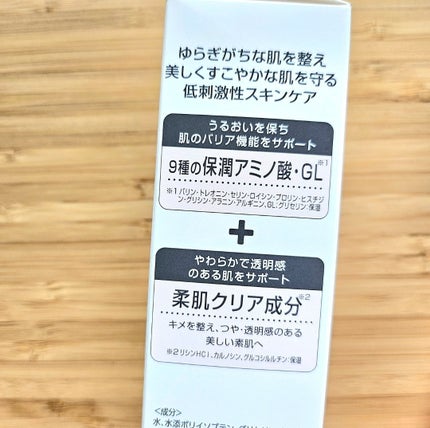 ゆらぎがちな肌を整え
美しくすこやかな肌を守る
低刺激性スキンケア
うるおいを保ち
肌のバリア機能をサポート
9種の保潤アミノ酸・GL※1
※1バリン・トレオニン・セリン・ロイシン・プロリン・ヒスチジ
ン・グリシン・アラニン・アルギニン、GL:グリセリン:保湿
+
やわらかで透明感
のある肌をサポート
柔肌クリア成分※2
キメを整え、つや・透明感のある
美しい素肌へ
※2リシンHCl、カルノシン、グルコシルルチン:保湿
<成分>
水、水添ポリイソブテン、